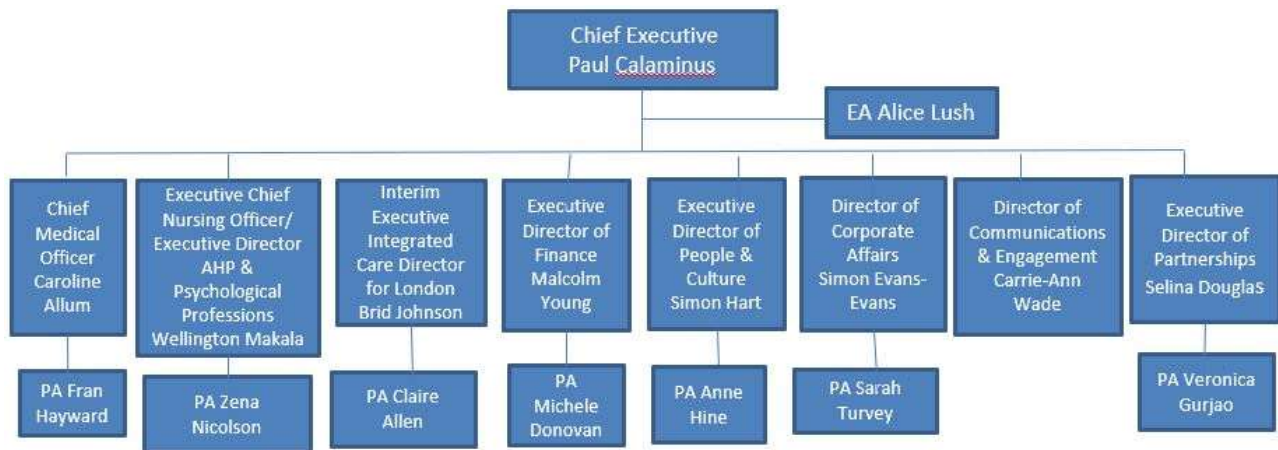 Chief Executive
Paul Calaminus
EA Alice Lush
Chief
Medical
Officer
Caroline
Allum
Executive Chief
Nursing Officer/
Executive Director
AHP &
Psychological
Professions
Wellington Makala
Interim
Executive
Integrated
Care Director
for London
Brid Johnson
Executive
Director of
Finance
Malcolm
Young
Executive
Director of
People &
Culture
Simon Hart
Director of
Corporate
Affairs
Simon Evans-
Evans
Director of
Communications
& Engagement
Carrie-Ann
Wade
Executive
Director of
Partnerships
Selina Douglas
PA Fran
Hayward
PA Zena
Nicolson
PA Claire
Allen
PA
Michele
Donovan
PA Anne
Hine
PA Sarah
Turvey
PA Veronica
Gurjao